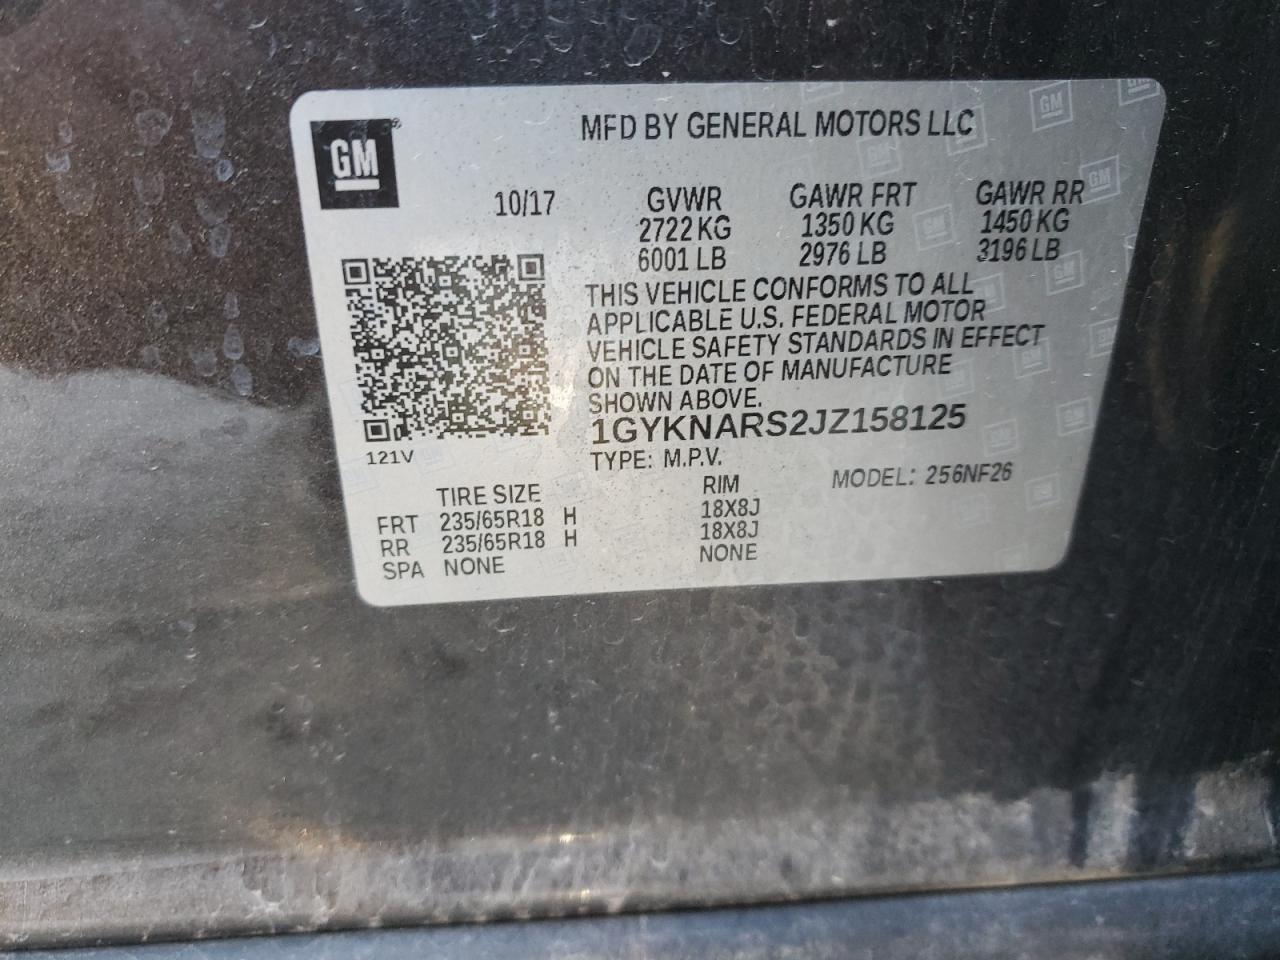 MFD BY GENERAL MOTORS LLC
GM
10/17
GVWR GAWR FRT GAWR RR
2722 KG 1350 KG 1450 KG
6001 LB 2976 LB 3196 LB
THIS VEHICLE CONFORMS TO ALL
APPLICABLE U.S. FEDERAL MOTOR
VEHICLE SAFETY STANDARDS IN EFFECT
ON THE DATE OF MANUFACTURE
SHOWN ABOVE.
1GYKNARS2JZ158125
121V
TYPE: M.P.V.
MODEL: 256NF26
TIRE SIZE RIM
FRT 235/65R18 H 18X8J
RR 235/65R18 H 18X8J
SPA NONE NONE